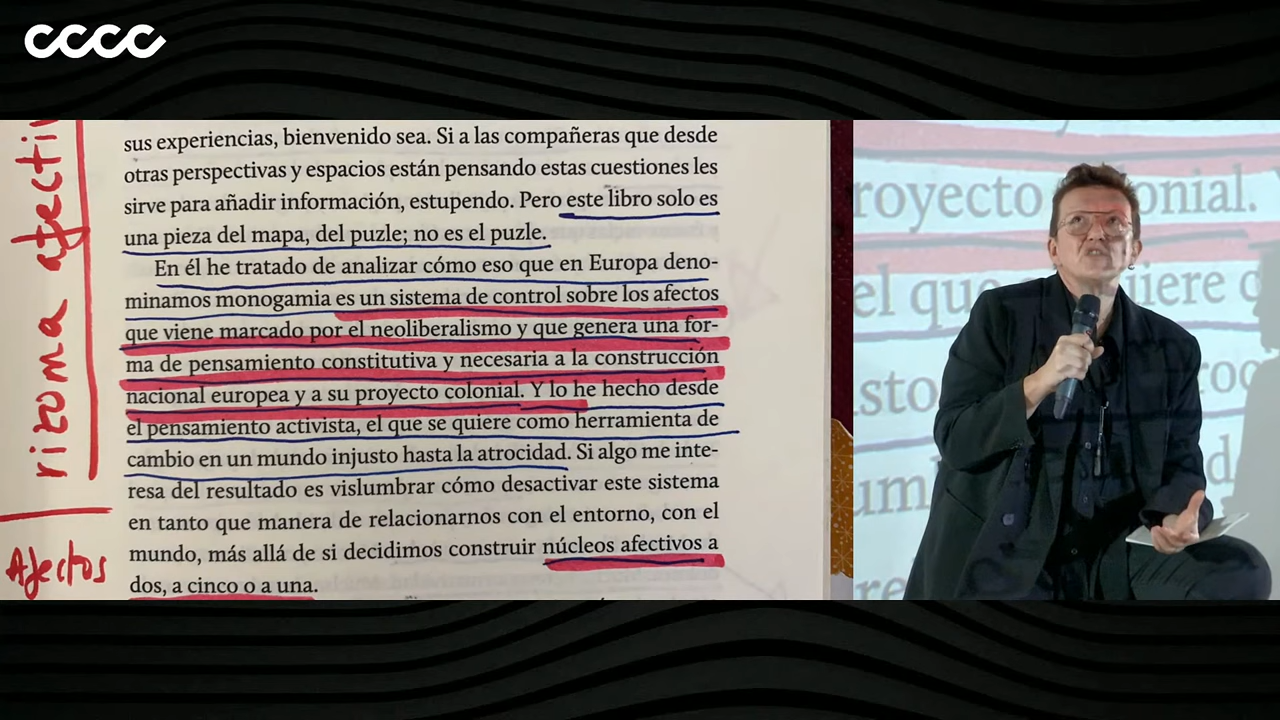 cccc
rizoma afecti
Afectos
sus experiencias, bienvenido sea. Si a las compañeras que desde
otras perspectivas y espacios están pensando estas cuestiones les
sirve para añadir información, estupendo. Pero este libro solo es
una pieza del mapa, del puzle; no es el puzle.
En él he tratado de analizar cómo eso que en Europa deno-
minamos monogamia es un sistema de control sobre los afectos
que viene marcado por el neoliberalismo y que genera una for-
ma de pensamiento constitutiva y necesaria a la construcción
nacional europea y a su proyecto colonial. Y lo he hecho desde
el pensamiento activista, el que se quiere como herramienta de
cambio en un mundo injusto hasta la atrocidad. Si algo me inte-
resa del resultado es vislumbrar cómo desactivar este sistema
en tanto que manera de relacionarnos con el entorno, con el
mundo, más allá de si decidimos construir núcleos afectivos a
dos, a cinco o a una.
royecto onial.
el que iere c
sto roc
um d
re